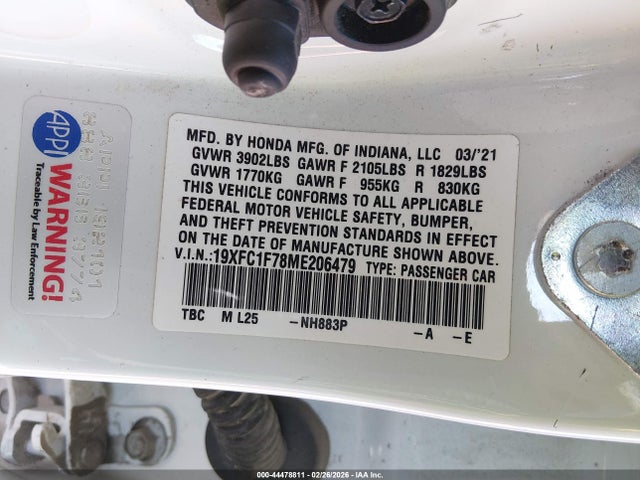 MFD. BY HONDA MFG. OF INDIANA, LLC 03/'21
GVWR 3902LBS GAWR F 2105LBS R 1829LBS
GVWR 1770KG GAWR F 955KG R 830KG
THIS VEHICLE CONFORMS TO ALL APPLICABLE
FEDERAL MOTOR VEHICLE SAFETY, BUMPER,
AND THEFT PREVENTION STANDARDS IN EFFECT
ON THE DATE OF MANUFACTURE SHOWN ABOVE.
V.I.N.:19XFC1F78ME206479 TYPE: PASSENGER CAR
TBC M L25 -NH883P -A -E
APPI
WARNING!
Traceable by Law Enforcement
000-44478811 - 02/26/2026 - IAA Inc.